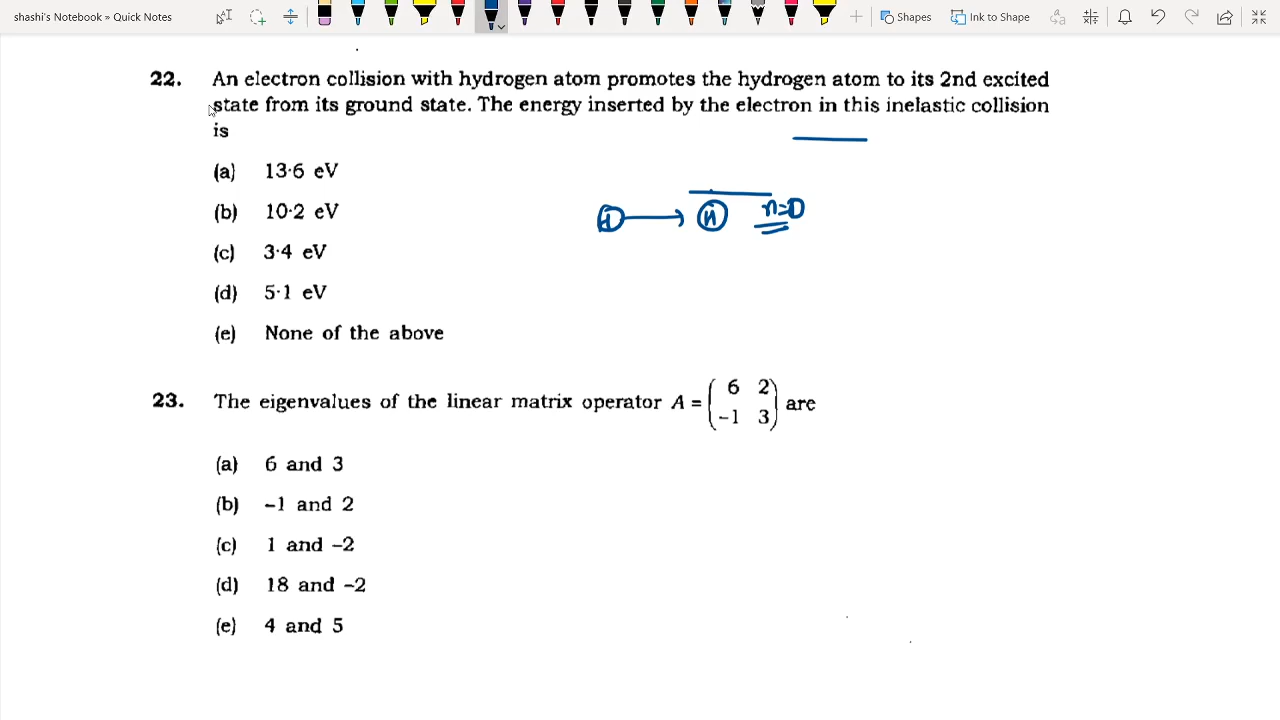 shashi's Notebook » Quick Notes
Shapes
Ink to Shape
22. An electron collision with hydrogen atom promotes the hydrogen atom to its 2nd excited
state from its ground state. The energy inserted by the electron in this inelastic collision
is
(a) 13·6 eV
(b) 10·2 eV
n=0
(c) 3·4 eV
(d) 5·1 eV
(e) None of the above
23. The eigenvalues of the linear matrix operator A = ( 6 2
-1 3 ) are
(a) 6 and 3
(b) -1 and 2
(c) 1 and -2
(d) 18 and -2
(e) 4 and 5